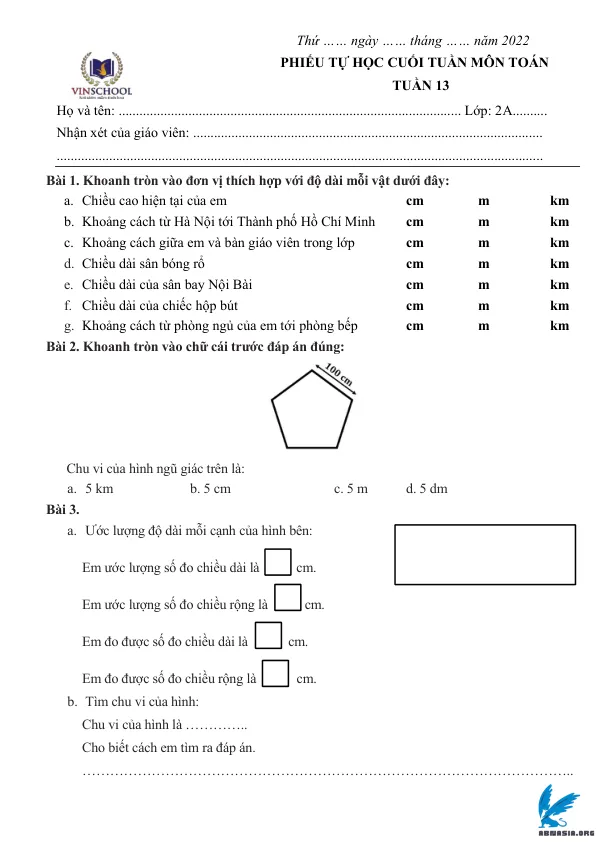 Thứ …… ngày …… tháng …… năm 2022
VINSCHOOL
PHIẾU TỰ HỌC CUỐI TUẦN MÔN TOÁN
TUẦN 13
Họ và tên: .................................................................................................. Lớp: 2A..........
Nhận xét của giáo viên: .....................................................................................................
............................................................................................................................................
Bài 1. Khoanh tròn vào đơn vị thích hợp với độ dài mỗi vật dưới đây:
a. Chiều cao hiện tại của em cm m km
b. Khoảng cách từ Hà Nội tới Thành phố Hồ Chí Minh cm m km
c. Khoảng cách giữa em và bàn giáo viên trong lớp cm m km
d. Chiều dài sân bóng rổ cm m km
e. Chiều dài của sân bay Nội Bài cm m km
f. Chiều dài của chiếc hộp bút cm m km
g. Khoảng cách từ phòng ngủ của em tới phòng bếp cm m km
Bài 2. Khoanh tròn vào chữ cái trước đáp án đúng:
100 cm
Chu vi của hình ngũ giác trên là:
a. 5 km b. 5 cm c. 5 m d. 5 dm
Bài 3.
a. Ước lượng độ dài mỗi cạnh của hình bên:
Em ước lượng số đo chiều dài là cm.
Em ước lượng số đo chiều rộng là cm.
Em đo được số đo chiều dài là cm.
Em đo được số đo chiều rộng là cm.
b. Tìm chu vi của hình:
Chu vi của hình là …………..
Cho biết cách em tìm ra đáp án.
………………………………………………………………………………………..
ABMASIA.ORG